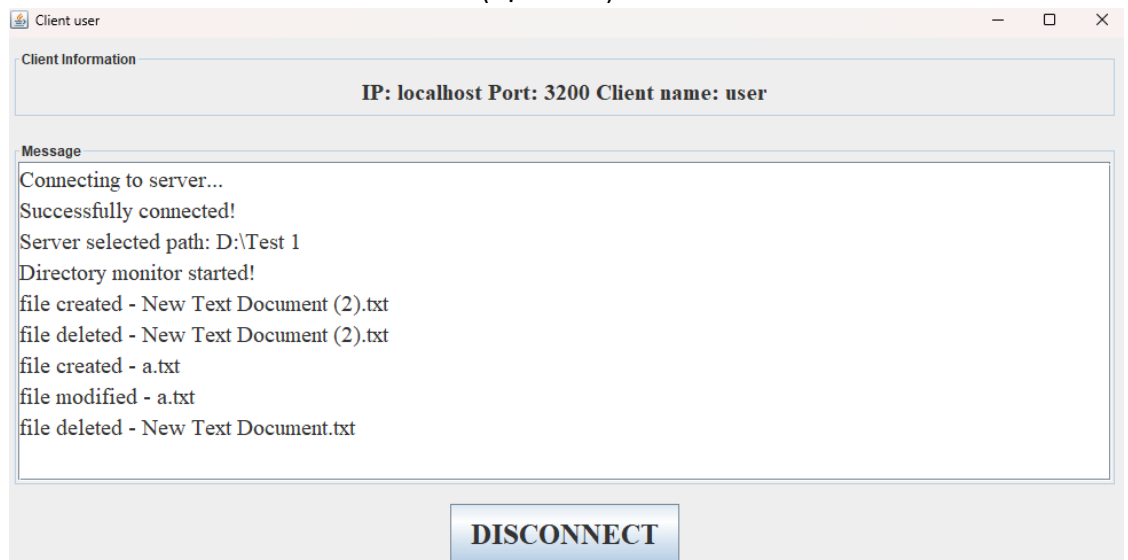 Client user
Client Information
IP: localhost Port: 3200 Client name: user
Message
Connecting to server...
Successfully connected!
Server selected path: D:\Test 1
Directory monitor started!
file created - New Text Document (2).txt
file deleted - New Text Document (2).txt
file created - a.txt
file modified - a.txt
file deleted - New Text Document.txt
DISCONNECT